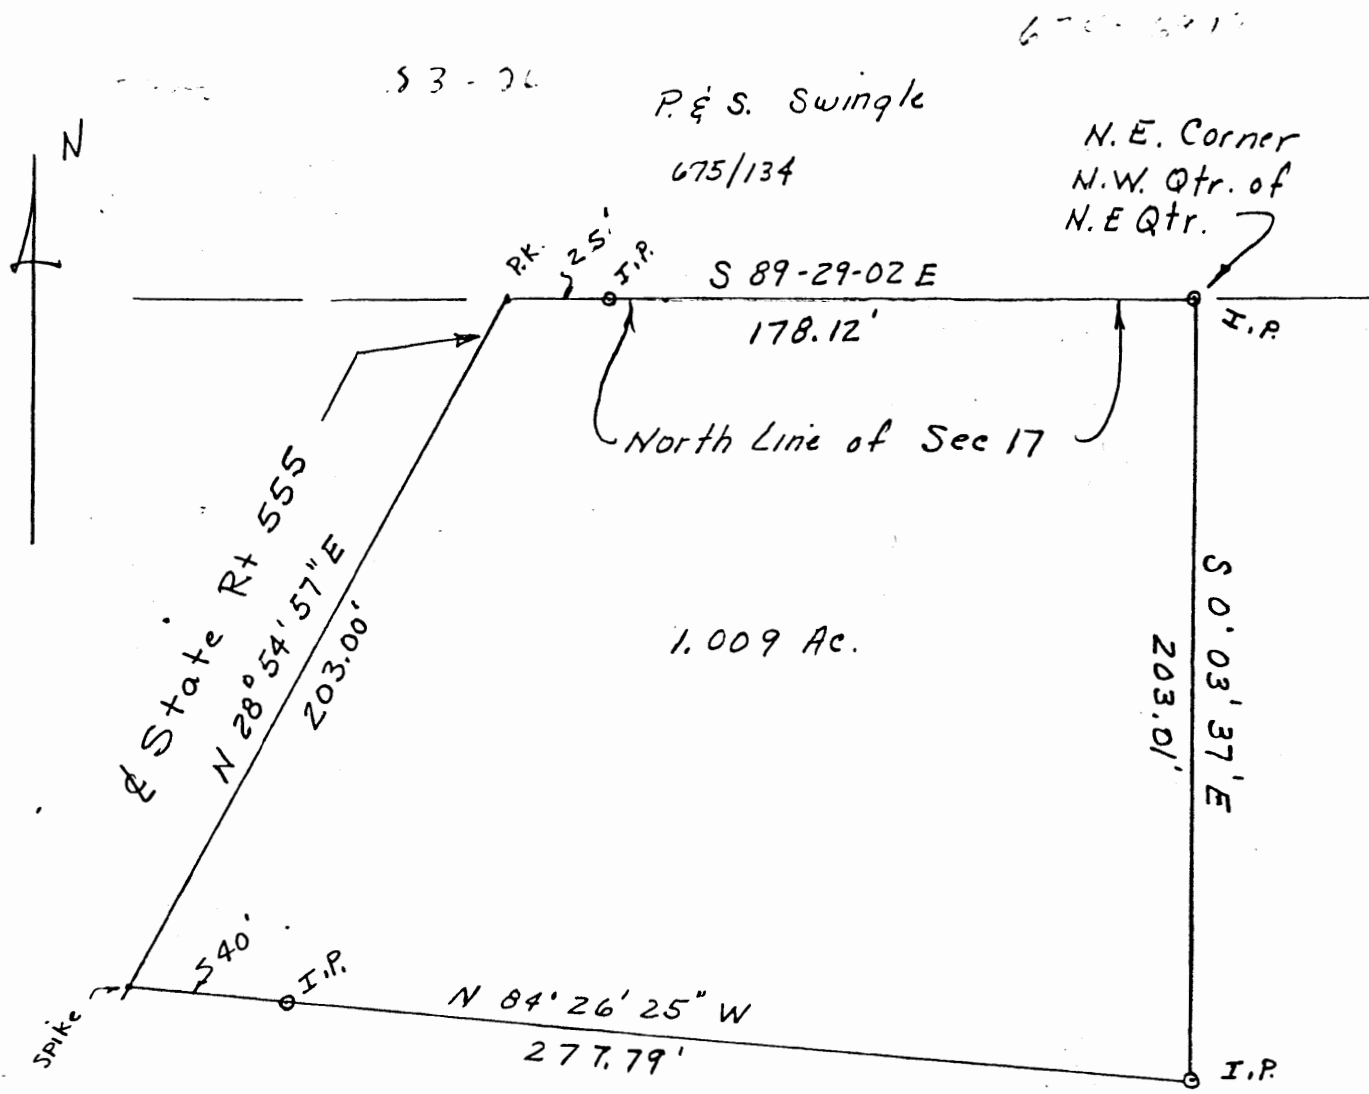 P. & S. Swingle
675/134
N
N.E. Corner
N.W. Qtr. of
N.E Qtr.
P.K.
25'
I.P.
S 89-29-02 E
178.12'
I.P.
North Line of Sec 17
℄ State Rt 555
N 28° 54' 57" E
203.00'
1.009 Ac.
S 0' 03' 37' E
203.01'
Spike
40'
I.P.
N 84' 26' 25" W
277.79'
I.P.